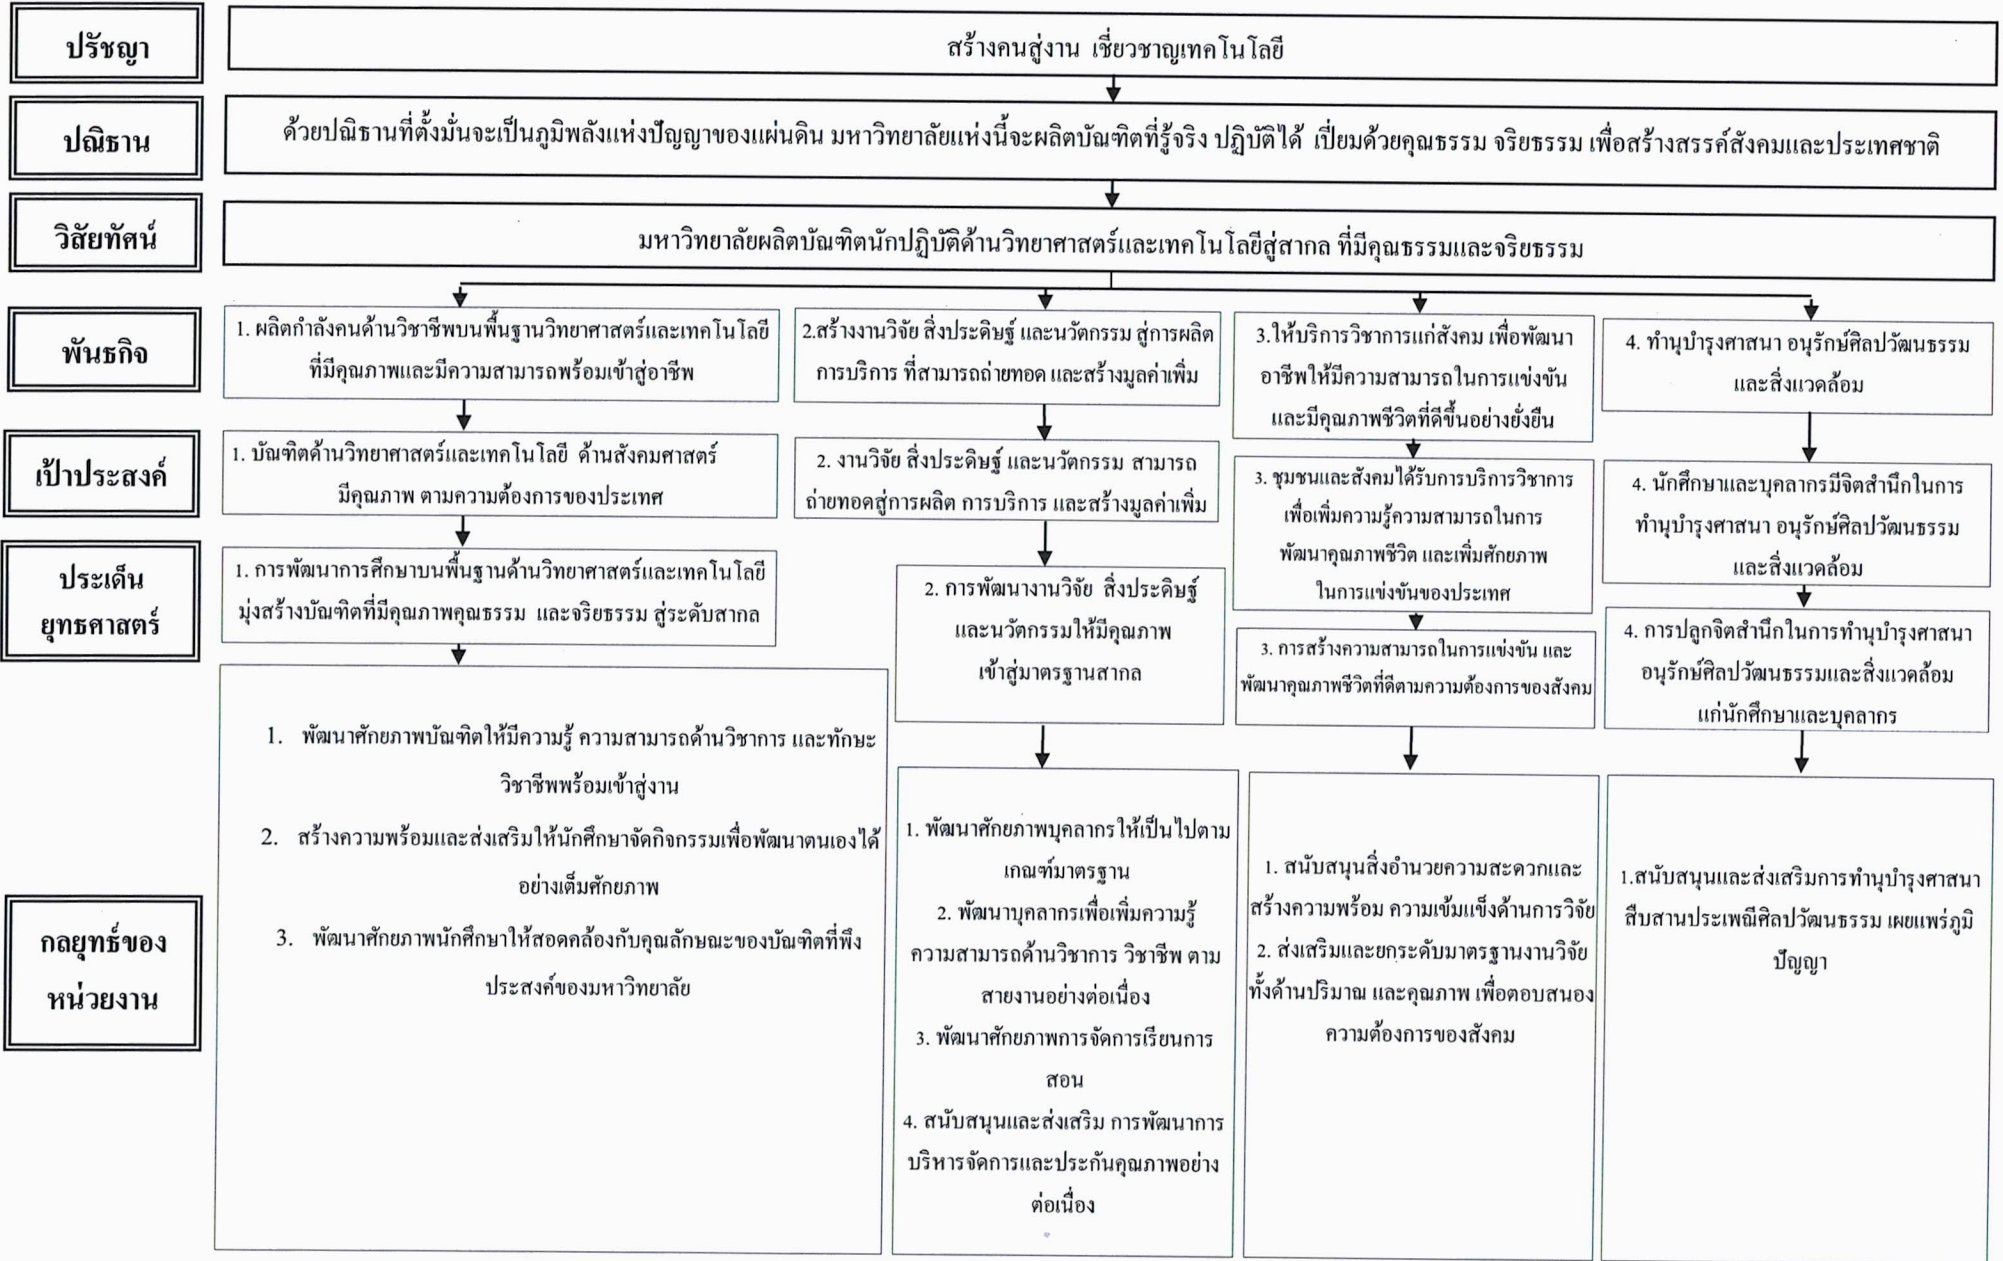 ปรัชญา
สร้างคนสู่งาน เชี่ยวชาญเทคโนโลยี
ปณิธาน
ด้วยปณิธานที่ตั้งมั่นจะเป็นภูมิพลังแห่งปัญญาของแผ่นดิน มหาวิทยาลัยแห่งนี้จะผลิตบัณฑิตที่รู้จริง ปฏิบัติได้ เปี่ยมด้วยคุณธรรม จริยธรรม เพื่อสร้างสรรค์สังคมและประเทศชาติ
วิสัยทัศน์
มหาวิทยาลัยผลิตบัณฑิตนักปฏิบัติด้านวิทยาศาสตร์และเทคโนโลยีสู่สากล ที่มีคุณธรรมและจริยธรรม
พันธกิจ
1. ผลิตกำลังคนด้านวิชาชีพบนพื้นฐานวิทยาศาสตร์และเทคโนโลยี
ที่มีคุณภาพและมีความสามารถพร้อมเข้าสู่อาชีพ
2.สร้างงานวิจัย สิ่งประดิษฐ์ และนวัตกรรม สู่การผลิต
การบริการ ที่สามารถถ่ายทอด และสร้างมูลค่าเพิ่ม
3.ให้บริการวิชาการแก่สังคม เพื่อพัฒนา
อาชีพให้มีความสามารถในการแข่งขัน
และมีคุณภาพชีวิตที่ดีขึ้นอย่างยั่งยืน
4. ทำนุบำรุงศาสนา อนุรักษ์ศิลปวัฒนธรรม
และสิ่งแวดล้อม
เป้าประสงค์
1. บัณฑิตด้านวิทยาศาสตร์และเทคโนโลยี ด้านสังคมศาสตร์
มีคุณภาพ ตามความต้องการของประเทศ
2. งานวิจัย สิ่งประดิษฐ์ และนวัตกรรม สามารถ
ถ่ายทอดสู่การผลิต การบริการ และสร้างมูลค่าเพิ่ม
3. ชุมชนและสังคมได้รับการบริการวิชาการ
เพื่อเพิ่มความรู้ความสามารถในการ
พัฒนาคุณภาพชีวิต และเพิ่มศักยภาพ
ในการแข่งขันของประเทศ
4. นักศึกษาและบุคลากรมีจิตสำนึกในการ
ทำนุบำรุงศาสนา อนุรักษ์ศิลปวัฒนธรรม
และสิ่งแวดล้อม
ประเด็น
ยุทธศาสตร์
1. การพัฒนาการศึกษาบนพื้นฐานด้านวิทยาศาสตร์และเทคโนโลยี
มุ่งสร้างบัณฑิตที่มีคุณภาพคุณธรรม และจริยธรรม สู่ระดับสากล
2. การพัฒนางานวิจัย สิ่งประดิษฐ์
และนวัตกรรมให้มีคุณภาพ
เข้าสู่มาตรฐานสากล
3. การสร้างความสามารถในการแข่งขัน และ
พัฒนาคุณภาพชีวิตที่ดีตามความต้องการของสังคม
4. การปลูกจิตสำนึกในการทำนุบำรุงศาสนา
อนุรักษ์ศิลปวัฒนธรรมและสิ่งแวดล้อม
แก่นักศึกษาและบุคลากร
กลยุทธ์ของ
หน่วยงาน
1. พัฒนาศักยภาพบัณฑิตให้มีความรู้ ความสามารถด้านวิชาการ และทักษะ
วิชาชีพพร้อมเข้าสู่งาน
2. สร้างความพร้อมและส่งเสริมให้นักศึกษาจัดกิจกรรมเพื่อพัฒนาตนเองได้
อย่างเต็มศักยภาพ
3. พัฒนาศักยภาพนักศึกษาให้สอดคล้องกับคุณลักษณะของบัณฑิตที่พึง
ประสงค์ของมหาวิทยาลัย
1. พัฒนาศักยภาพบุคลากรให้เป็นไปตาม
เกณฑ์มาตรฐาน
2. พัฒนาบุคลากรเพื่อเพิ่มความรู้
ความสามารถด้านวิชาการ วิชาชีพ ตาม
สายงานอย่างต่อเนื่อง
3. พัฒนาศักยภาพการจัดการเรียนการ
สอน
4. สนับสนุนและส่งเสริม การพัฒนาการ
บริหารจัดการและประกันคุณภาพอย่าง
ต่อเนื่อง
1. สนับสนุนสิ่งอำนวยความสะดวกและ
สร้างความพร้อม ความเข้มแข็งด้านการวิจัย
2. ส่งเสริมและยกระดับมาตรฐานงานวิจัย
ทั้งด้านปริมาณ และคุณภาพ เพื่อตอบสนอง
ความต้องการของสังคม
1.สนับสนุนและส่งเสริมการทำนุบำรุงศาสนา
สืบสานประเพณีศิลปวัฒนธรรม เผยแพร่ภูมิ
ปัญญา